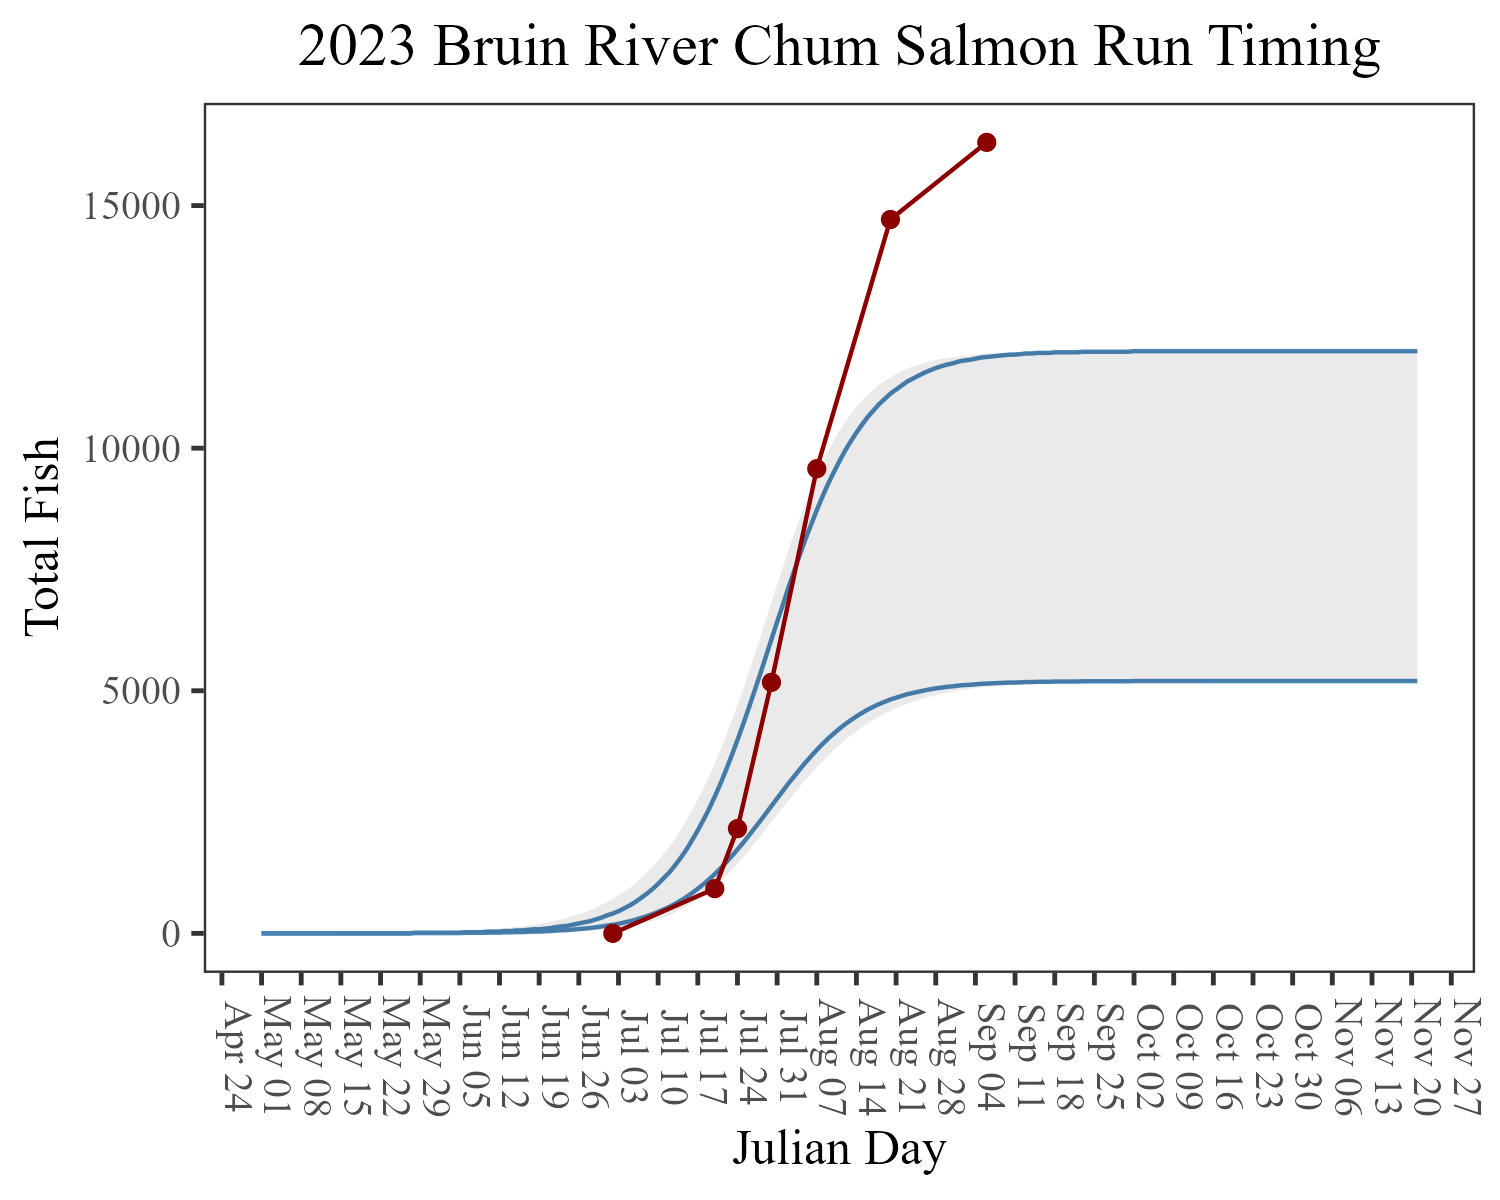 2023 Bruin River Chum Salmon Run Timing
Total Fish
15000
10000
5000
0
Apr 24
May 01
May 08
May 15
May 22
May 29
Jun 05
Jun 12
Jun 19
Jun 26
Jul 03
Jul 10
Jul 17
Jul 24
Jul 31
Aug 07
Aug 14
Aug 21
Aug 28
Sep 04
Sep 11
Sep 18
Sep 25
Oct 02
Oct 09
Oct 16
Oct 23
Oct 30
Nov 06
Nov 13
Nov 20
Nov 27
Julian Day